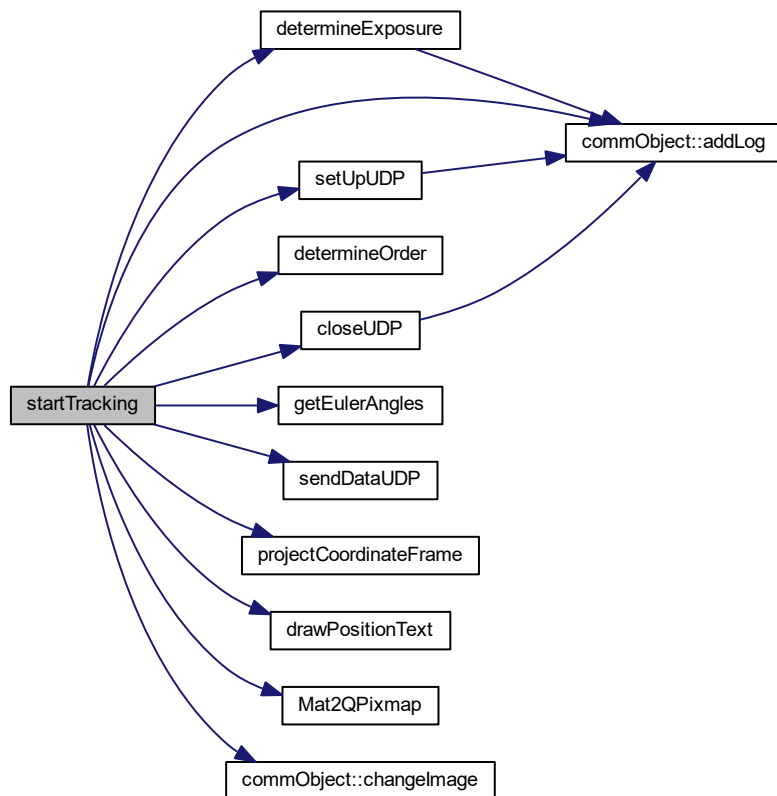 determineExposure
commObject::addLog
setUpUDP
determineOrder
closeUDP
startTracking
getEulerAngles
sendDataUDP
projectCoordinateFrame
drawPositionText
Mat2QPixmap
commObject::changeImage